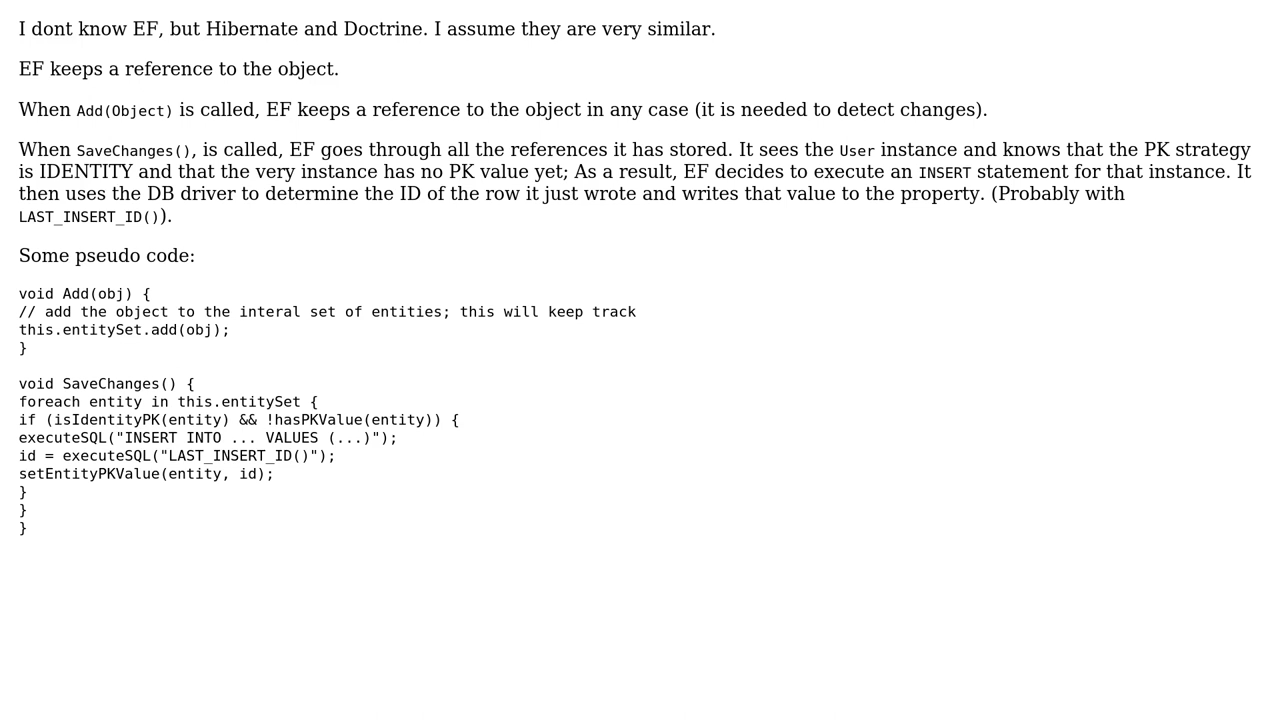 I dont know EF, but Hibernate and Doctrine. I assume they are very similar.
EF keeps a reference to the object.
When Add(Object) is called, EF keeps a reference to the object in any case (it is needed to detect changes).
When SaveChanges(), is called, EF goes through all the references it has stored. It sees the User instance and knows that the PK strategy
is IDENTITY and that the very instance has no PK value yet; As a result, EF decides to execute an INSERT statement for that instance. It
then uses the DB driver to determine the ID of the row it just wrote and writes that value to the property. (Probably with
LAST_INSERT_ID()).
Some pseudo code:
void Add(obj) {
// add the object to the interal set of entities; this will keep track
this.entitySet.add(obj);
}
void SaveChanges() {
foreach entity in this.entitySet {
if (isIdentityPK(entity) && !hasPKValue(entity)) {
executeSQL("INSERT INTO ... VALUES (...)");
id = executeSQL("LAST_INSERT_ID()");
setEntityPKValue(entity, id);
}
}
}